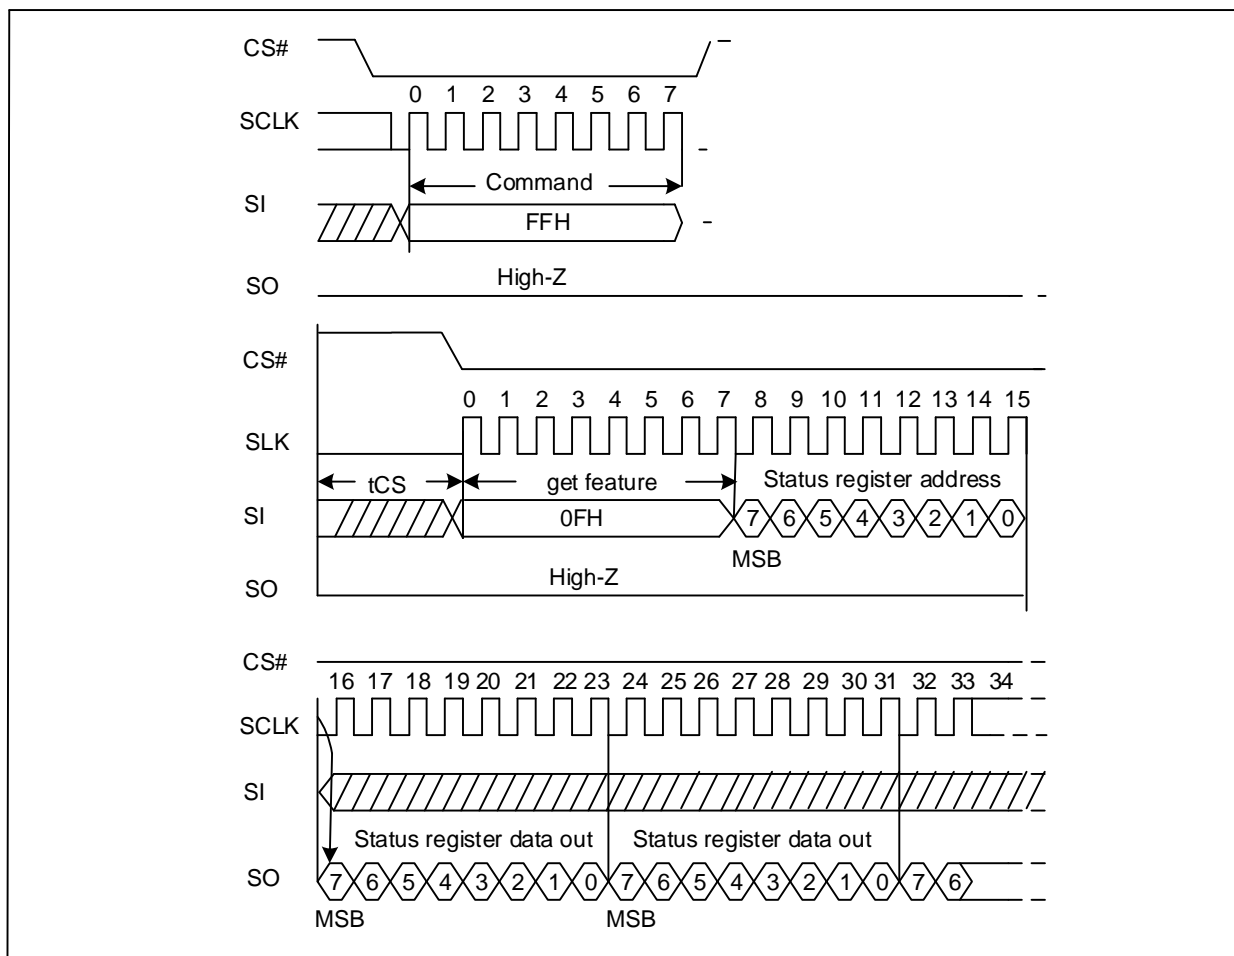 CS#
0 1 2 3 4 5 6 7
SCLK
Command
SI
FFH
High-Z
SO
CS#
0 1 2 3 4 5 6 7 8 9 10 11 12 13 14 15
SLK
tCS get feature Status register address
SI
0FH 7 6 5 4 3 2 1 0
MSB
High-Z
SO
CS#
16 17 18 19 20 21 22 23 24 25 26 27 28 29 30 31 32 33 34
SCLK
SI
Status register data out Status register data out
SO 7 6 5 4 3 2 1 0 7 6 5 4 3 2 1 0 7 6
MSB MSB